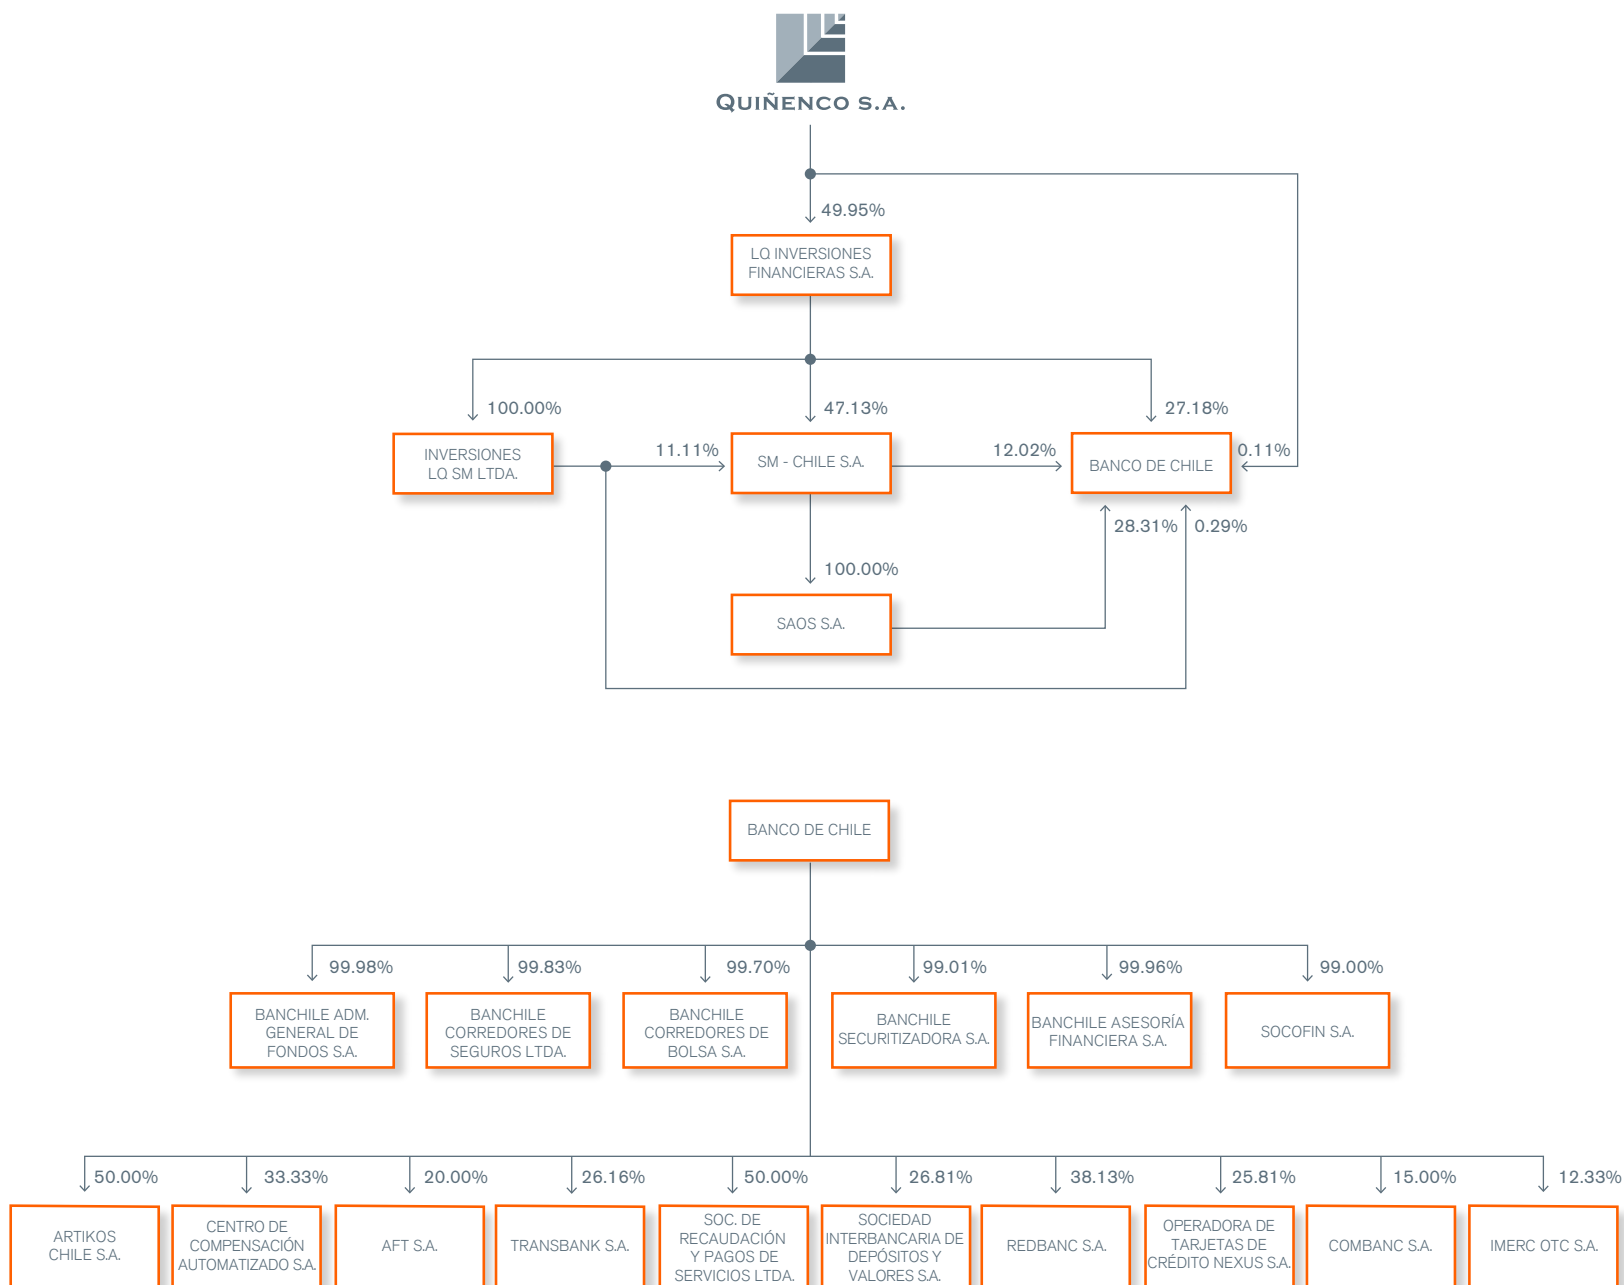 QUIÑENCO S.A.
49.95%
LQ INVERSIONES
FINANCIERAS S.A.
100.00%
47.13%
27.18%
INVERSIONES
LQ SM LTDA.
11.11%
SM - CHILE S.A.
12.02%
BANCO DE CHILE
0.11%
28.31%
0.29%
100.00%
SAOS S.A.
BANCO DE CHILE
99.98%
99.83%
99.70%
99.01%
99.96%
99.00%
BANCHILE ADM.
GENERAL DE
FONDOS S.A.
BANCHILE
CORREDORES DE
SEGUROS LTDA.
BANCHILE
CORREDORES DE
BOLSA S.A.
BANCHILE
SECURITIZADORA S.A.
BANCHILE ASESORÍA
FINANCIERA S.A.
SOCOFIN S.A.
50.00%
33.33%
20.00%
26.16%
50.00%
26.81%
38.13%
25.81%
15.00%
12.33%
ARTIKOS
CHILE S.A.
CENTRO DE
COMPENSACIÓN
AUTOMATIZADO S.A.
AFT S.A.
TRANSBANK S.A.
SOC. DE
RECAUDACIÓN
Y PAGOS DE
SERVICIOS LTDA.
SOCIEDAD
INTERBANCARIA DE
DEPÓSITOS Y
VALORES S.A.
REDBANC S.A.
OPERADORA DE
TARJETAS DE
CRÉDITO NEXUS S.A.
COMBANC S.A.
IMERC OTC S.A.